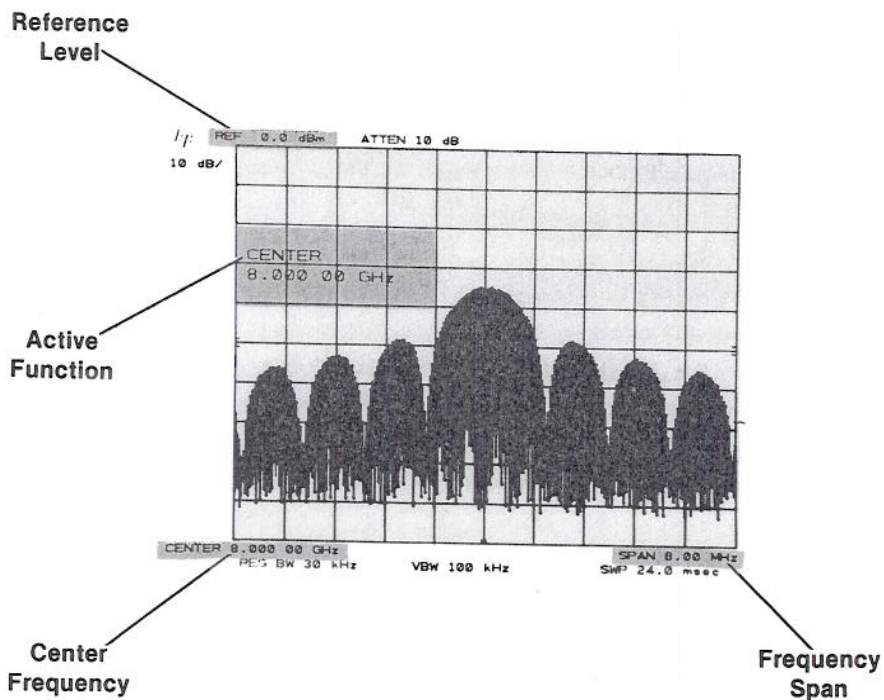 Reference
Level
hp REF 0.0 dBm ATTEN 10 dB
10 dB/
CENTER
8.000 00 GHz
Active
Function
CENTER 8.000 00 GHz SPAN 8.00 MHz
RES BW 30 kHz VBW 100 kHz SWP 24.0 msec
Center
Frequency
Frequency
Span